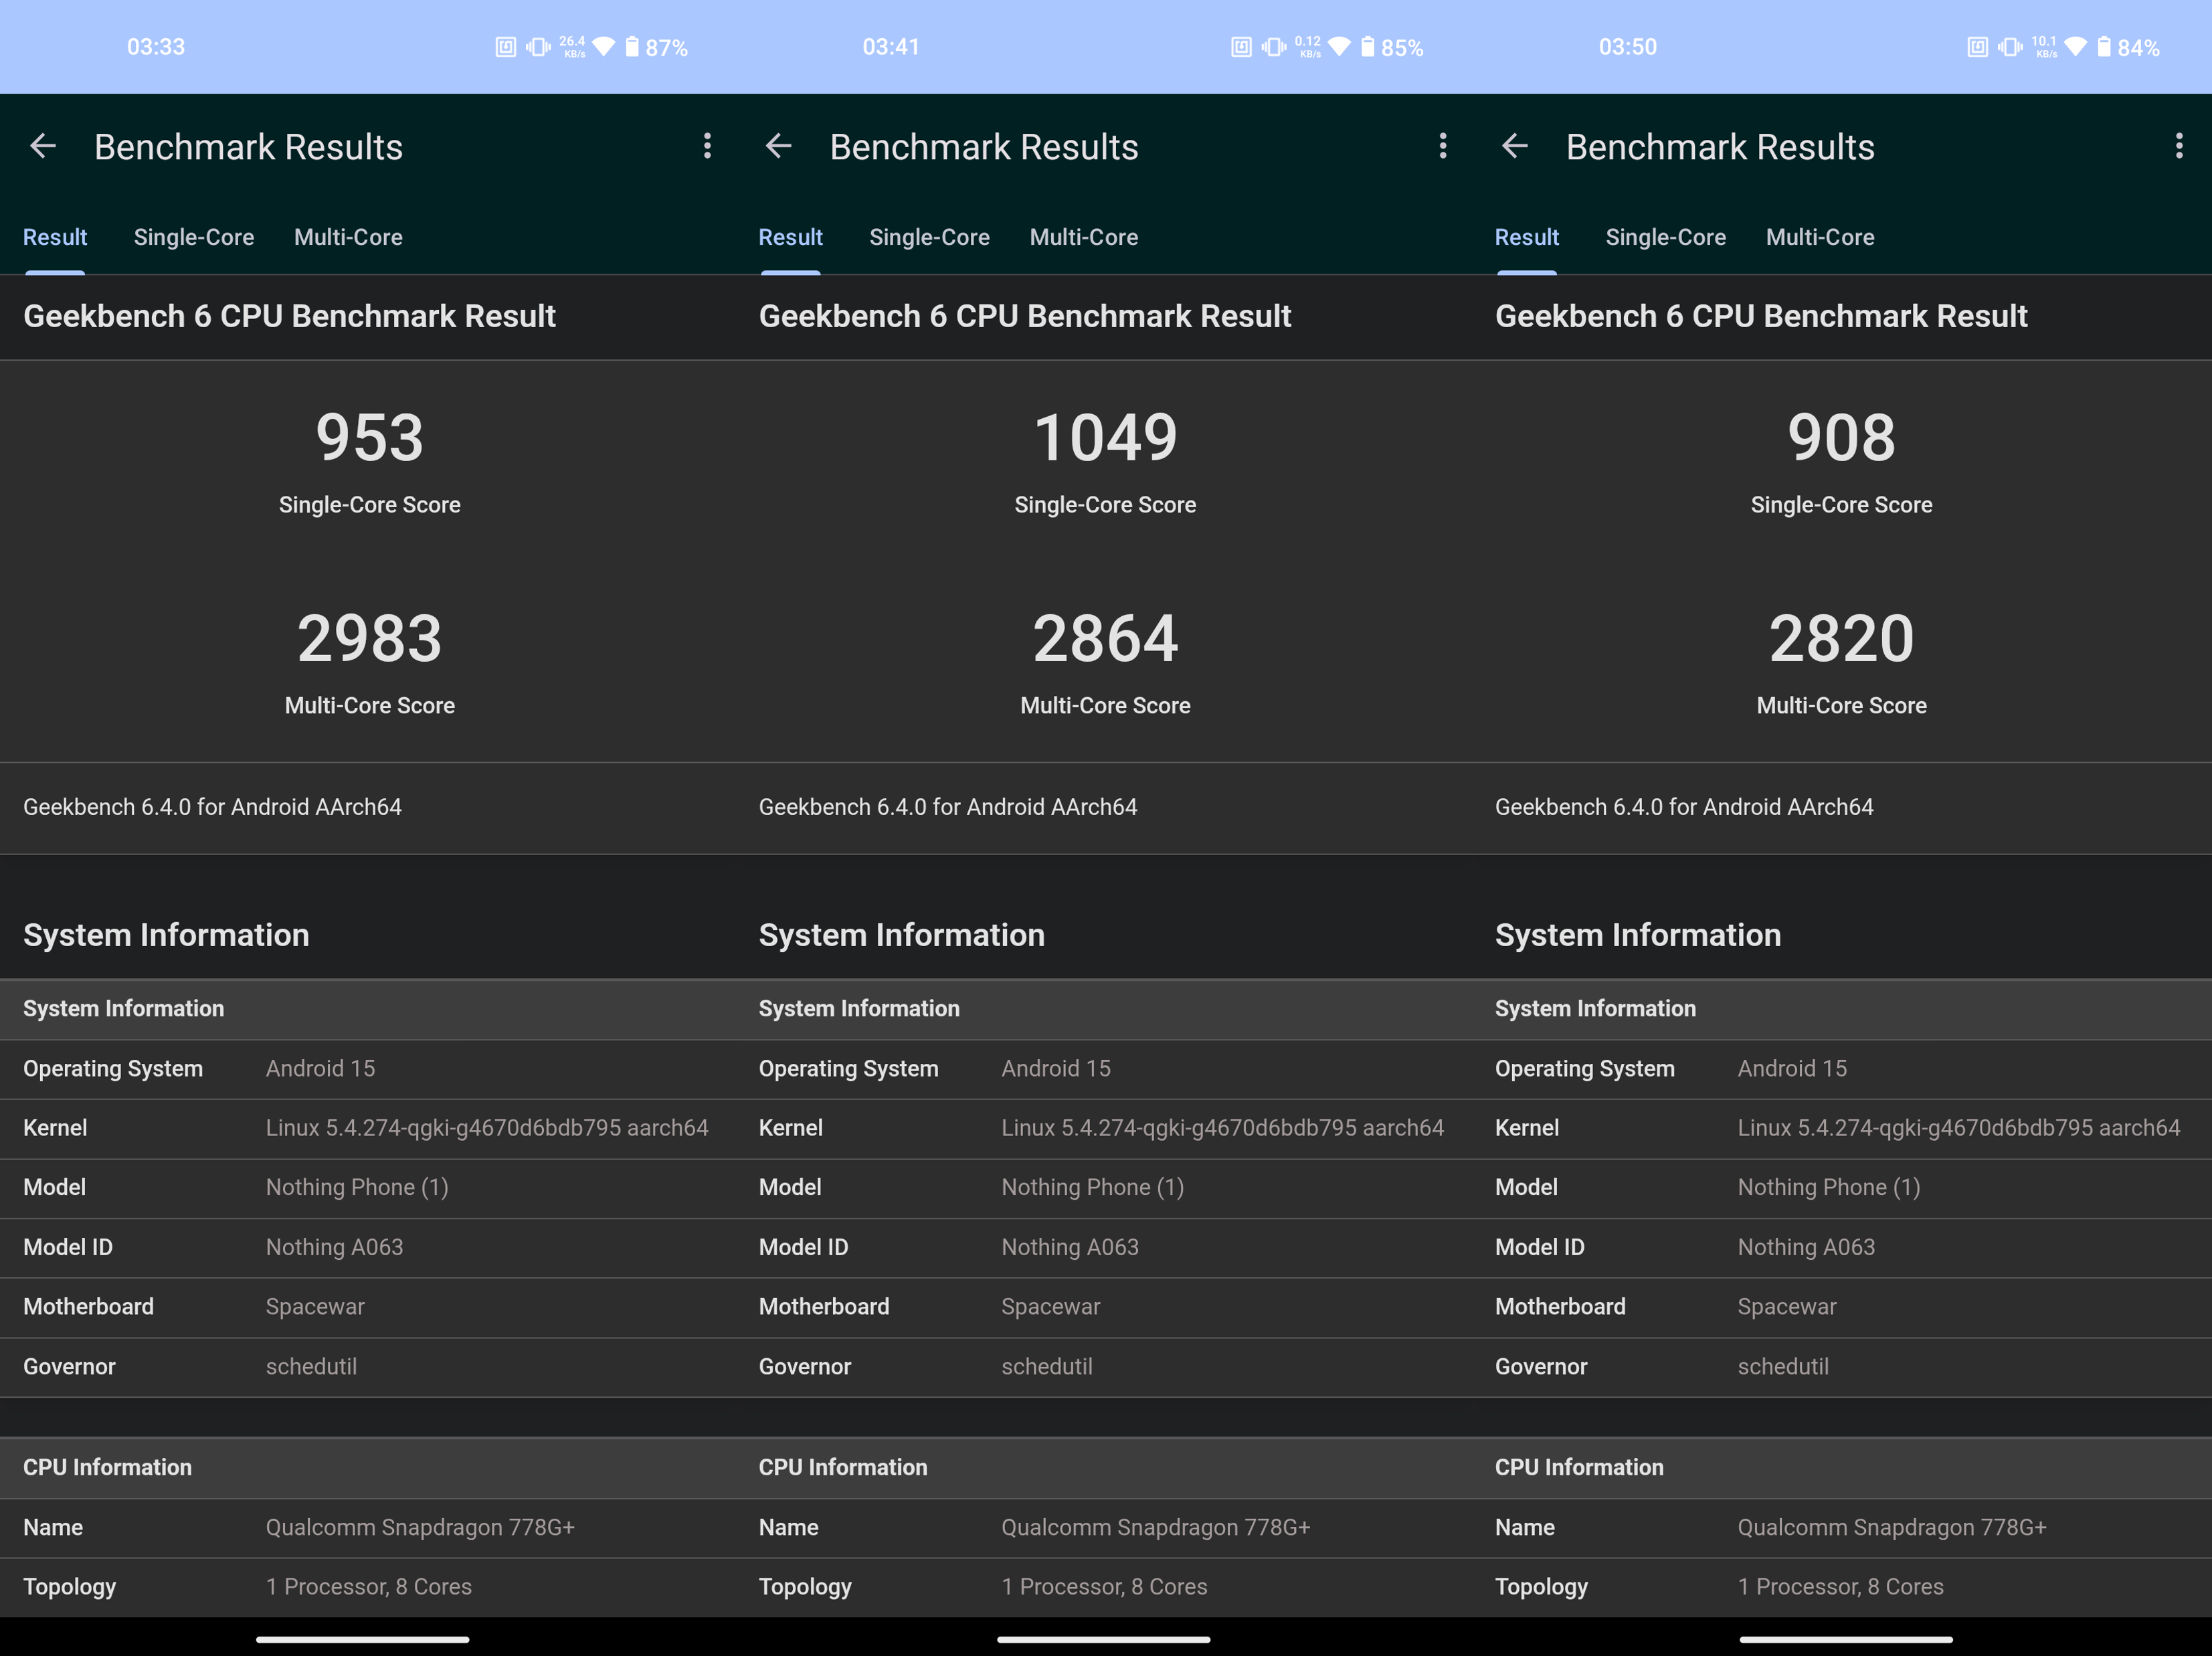 03:33 26.4 KB/s 87%
Benchmark Results
Result Single-Core Multi-Core
Geekbench 6 CPU Benchmark Result
953
Single-Core Score
2983
Multi-Core Score
Geekbench 6.4.0 for Android AArch64
System Information
System Information
Operating System Android 15
Kernel Linux 5.4.274-qgki-g4670d6bdb795 aarch64
Model Nothing Phone (1)
Model ID Nothing A063
Motherboard Spacewar
Governor schedutil
CPU Information
Name Qualcomm Snapdragon 778G+
Topology 1 Processor, 8 Cores
03:41 0.12 KB/s 85%
Benchmark Results
Result Single-Core Multi-Core
Geekbench 6 CPU Benchmark Result
1049
Single-Core Score
2864
Multi-Core Score
Geekbench 6.4.0 for Android AArch64
System Information
System Information
Operating System Android 15
Kernel Linux 5.4.274-qgki-g4670d6bdb795 aarch64
Model Nothing Phone (1)
Model ID Nothing A063
Motherboard Spacewar
Governor schedutil
CPU Information
Name Qualcomm Snapdragon 778G+
Topology 1 Processor, 8 Cores
03:50 10.1 KB/s 84%
Benchmark Results
Result Single-Core Multi-Core
Geekbench 6 CPU Benchmark Result
908
Single-Core Score
2820
Multi-Core Score
Geekbench 6.4.0 for Android AArch64
System Information
System Information
Operating System Android 15
Kernel Linux 5.4.274-qgki-g4670d6bdb795 aarch64
Model Nothing Phone (1)
Model ID Nothing A063
Motherboard Spacewar
Governor schedutil
CPU Information
Name Qualcomm Snapdragon 778G+
Topology 1 Processor, 8 Cores